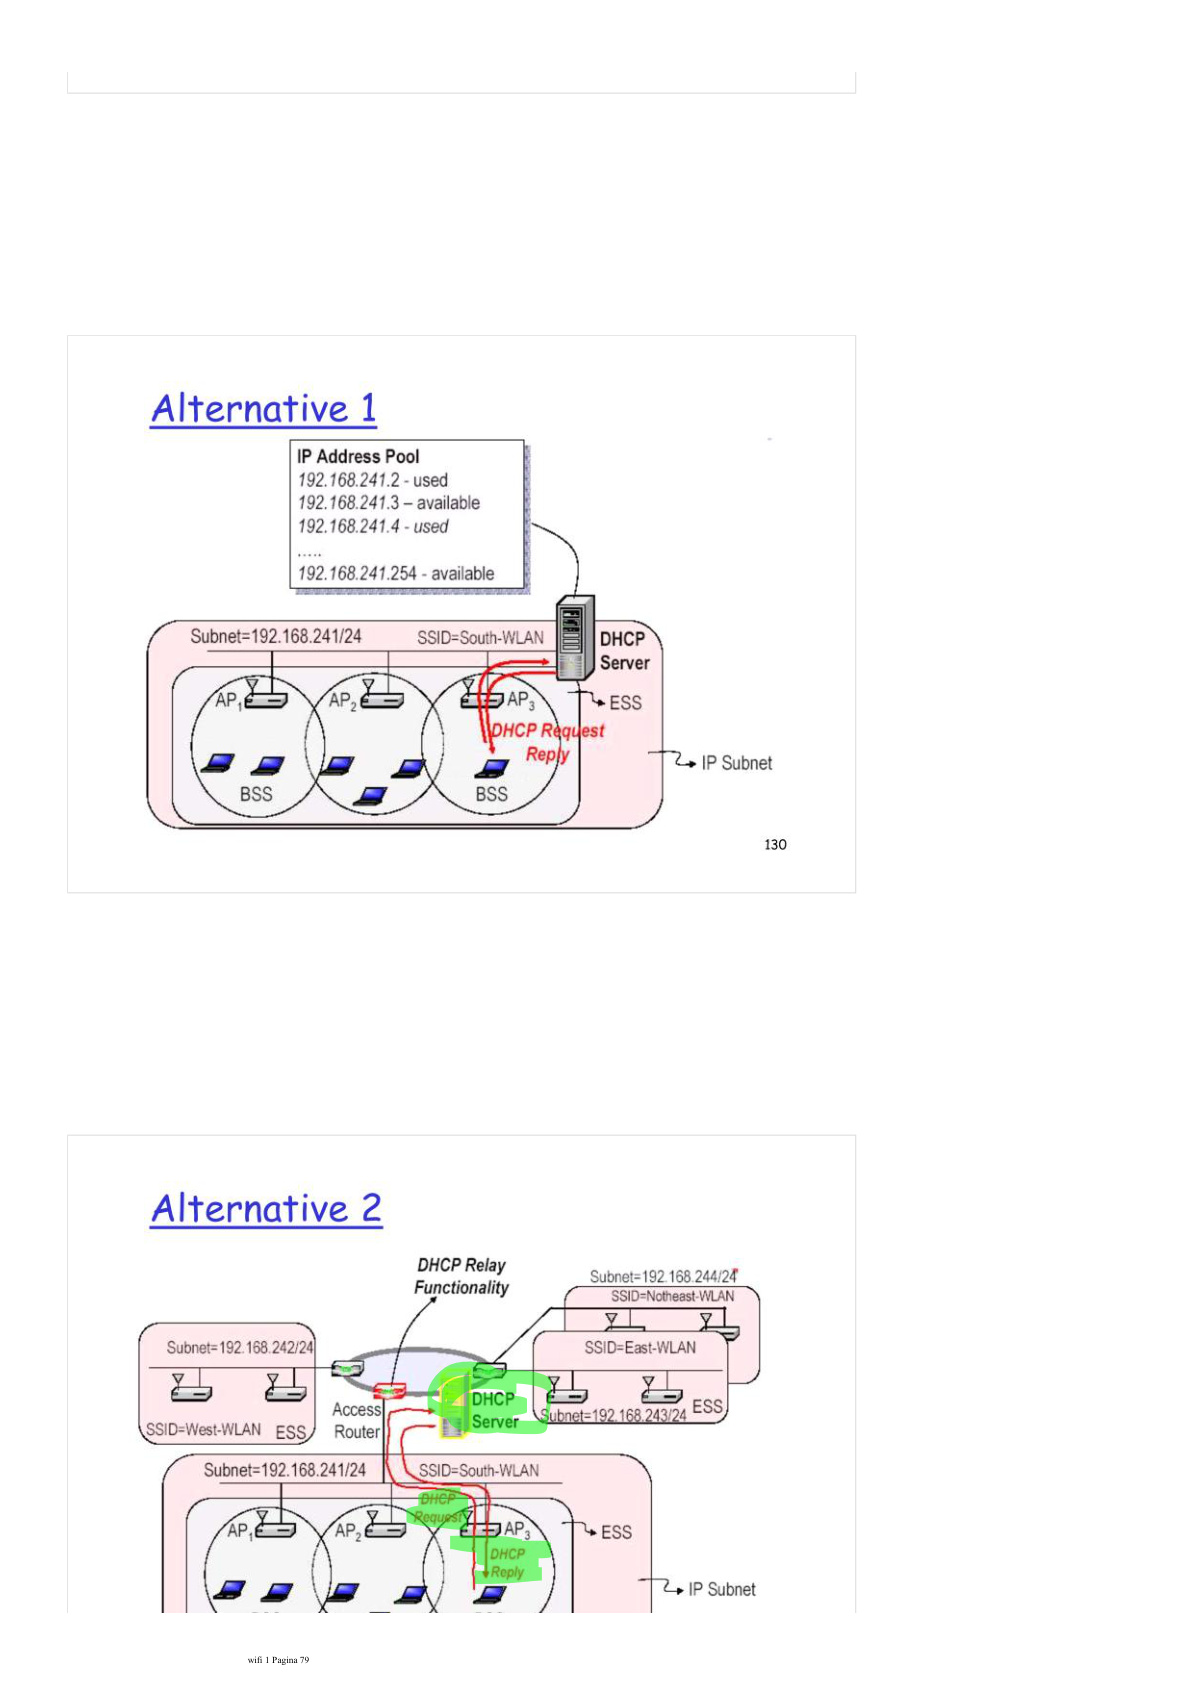 Alternative 1
IP Address Pool
192.168.241.2 - used
192.168.241.3 – available
192.168.241.4 - used
.....
192.168.241.254 - available
Subnet=192.168.241/24
SSID=South-WLAN
DHCP
Server
AP1
AP2
AP3
ESS
DHCP Request
Reply
IP Subnet
BSS
BSS
130
Alternative 2
DHCP Relay
Functionality
Subnet=192.168.244/24
SSID=Notheast-WLAN
Subnet=192.168.242/24
SSID=East-WLAN
DHCP
Server
Access
Router
SSID=West-WLAN
ESS
Subnet=192.168.243/24
ESS
Subnet=192.168.241/24
SSID=South-WLAN
DHCP
Request
AP1
AP2
AP3
ESS
DHCP
Reply
IP Subnet
wifi 1 Pagina 79